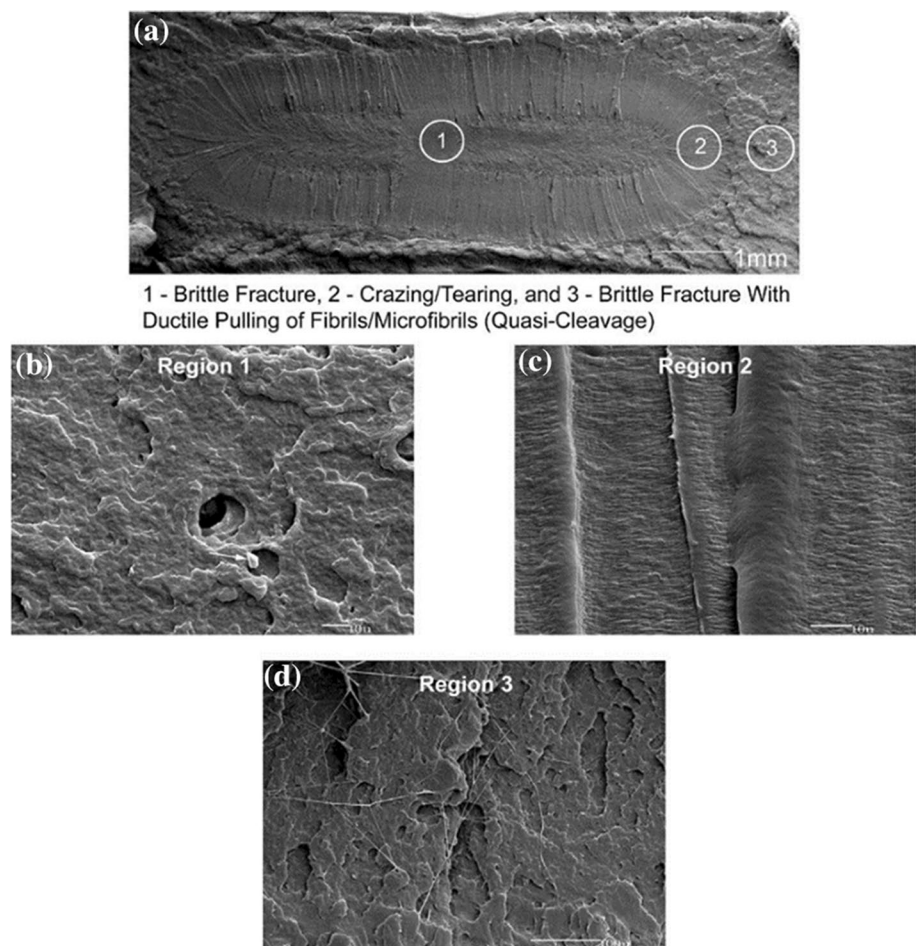 (a)
1
2
3
1mm
1 - Brittle Fracture, 2 - Crazing/Tearing, and 3 - Brittle Fracture With
Ductile Pulling of Fibrils/Microfibrils (Quasi-Cleavage)
(b)
Region 1
(c)
Region 2
(d)
Region 3